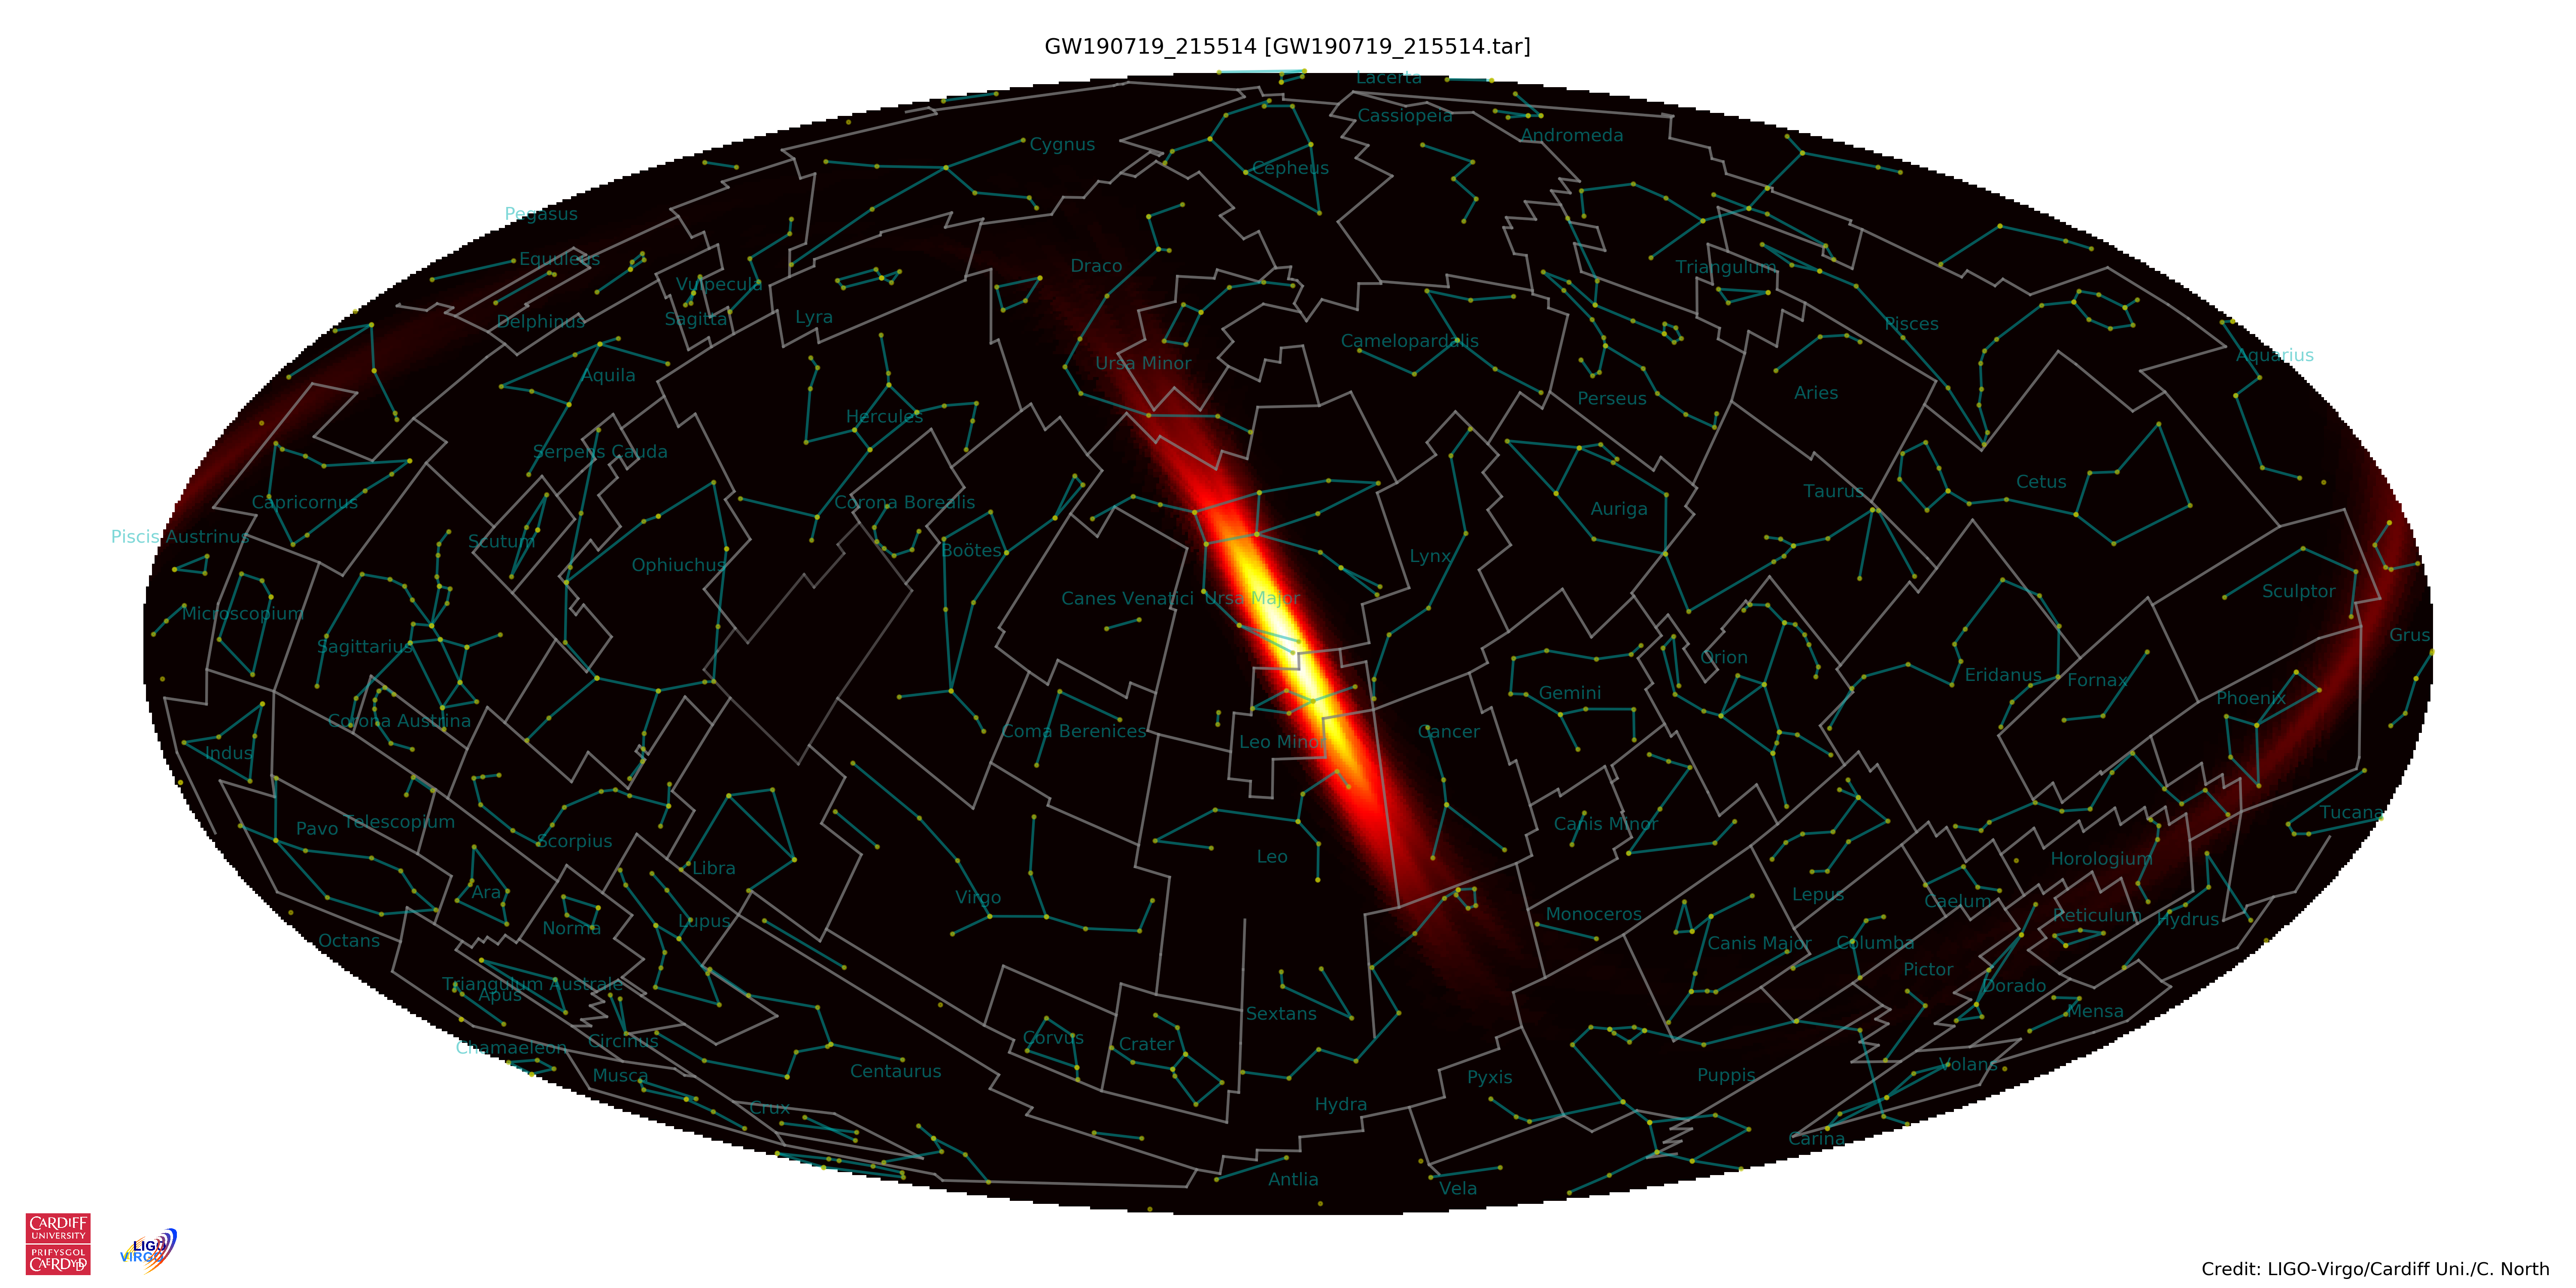 GW190719_215514 [GW190719_215514.tar]
Lacerta
Cassiopeia
Andromeda
Cygnus
Cepheus
Pegasus
Equuleus
Draco
Triangulum
Vulpecula
Delphinus
Sagitta
Lyra
Pisces
Camelopardalis
Aquarius
Ursa Minor
Aquila
Aries
Perseus
Hercules
Serpens Cauda
Cetus
Taurus
Capricornus
Corona Borealis
Auriga
Piscis Austrinus
Scutum
Boötes
Lynx
Ophiuchus
Sculptor
Canes Venatici
Ursa Major
Microscopium
Grus
Sagittarius
Orion
Eridanus
Fornax
Gemini
Phoenix
Corona Austrina
Coma Berenices
Cancer
Leo Minor
Indus
Tucana
Telescopium
Canis Minor
Pavo
Scorpius
Leo
Horologium
Libra
Ara
Lepus
Virgo
Caelum
Monoceros
Reticulum
Hydrus
Lupus
Norma
Octans
Canis Major
Columba
Pictor
Triangulum Australe
Dorado
Apus
Mensa
Sextans
Corvus
Circinus
Crater
Chamaeleon
Volans
Centaurus
Musca
Pyxis
Puppis
Hydra
Crux
Carina
Antlia
Vela
CARDIFF
UNIVERSITY
PRIFYSGOL
CAERDYDD
LIGO
VIRGO
Credit: LIGO-Virgo/Cardiff Uni./C. North